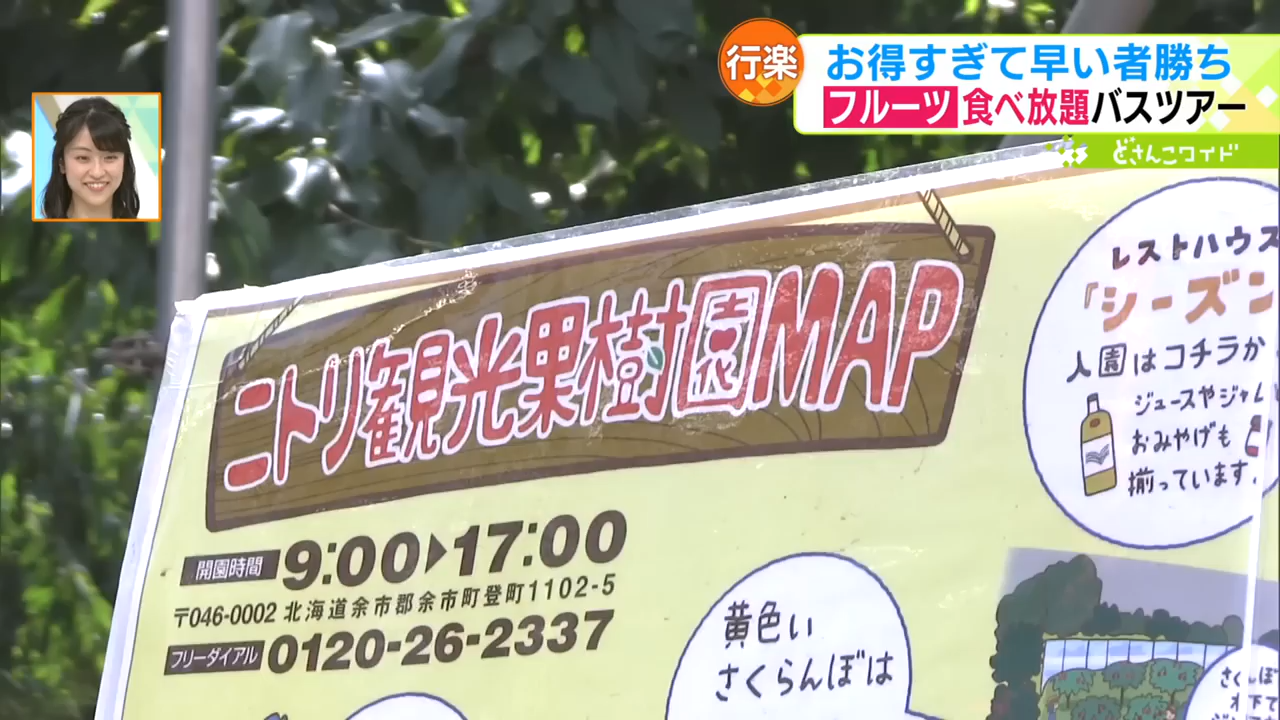 行楽
お得すぎて早い者勝ち
フルーツ食べ放題バスツアー
どさんこワイド
ニトリ観光果樹園MAP
開園時間 9:00▶17:00
〒046-0002 北海道余市郡余市町登町1102-5
フリーダイアル 0120-26-2337
レストハウス
『シーズン
入園はコチラか
ジュースやジャム
おみやげも
揃っています。
黄色い
さくらんぼは
さくらんぼ